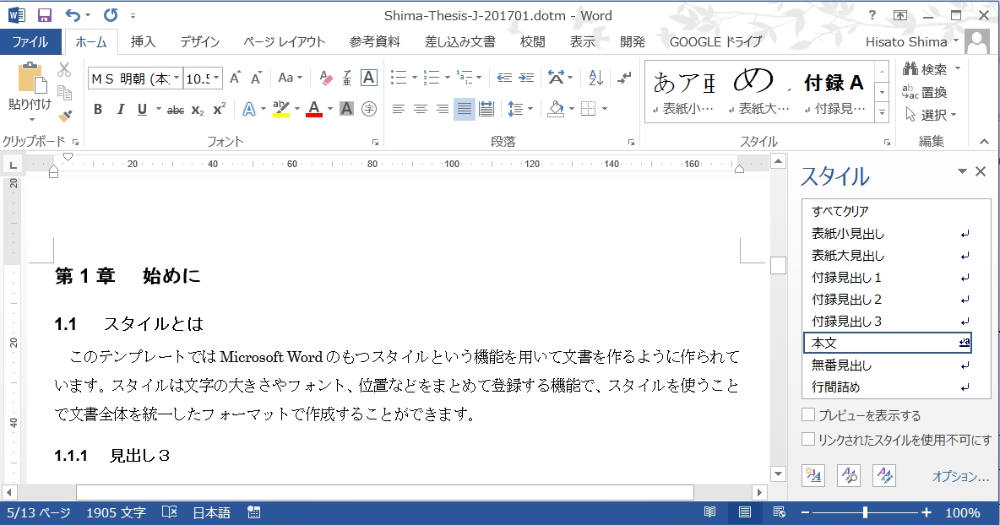 Shima-Thesis-J-201701.dotm - Word
ファイル ホーム 挿入 デザイン ページ レイアウト 参考資料 差し込み文書 校閲 表示 開発 GOOGLE ドライブ Hisato Shima
貼り付け
ＭＳ 明朝 (本 10.5
Aa
B I U abc x₂ x²
あア亜 めり 付録 A
表紙小… 表紙大… 付録見…
検索
置換
選択
クリップボード フォント 段落 スタイル 編集
20 40 60 80 100 120 140 160
20
20
40
第 1 章 始めに
1.1 スタイルとは
このテンプレートでは Microsoft Word のもつスタイルという機能を用いて文書を作るように作られて
います。スタイルは文字の大きさやフォント、位置などをまとめて登録する機能で、スタイルを使うこと
で文書全体を統一したフォーマットで作成することができます。
1.1.1 見出し３
スタイル
すべてクリア
表紙小見出し
表紙大見出し
付録見出し１
付録見出し２
付録見出し３
本文
無番見出し
行間詰め
プレビューを表示する
リンクされたスタイルを使用不可にす
オプション...
5/13 ページ 1905 文字 日本語 100%